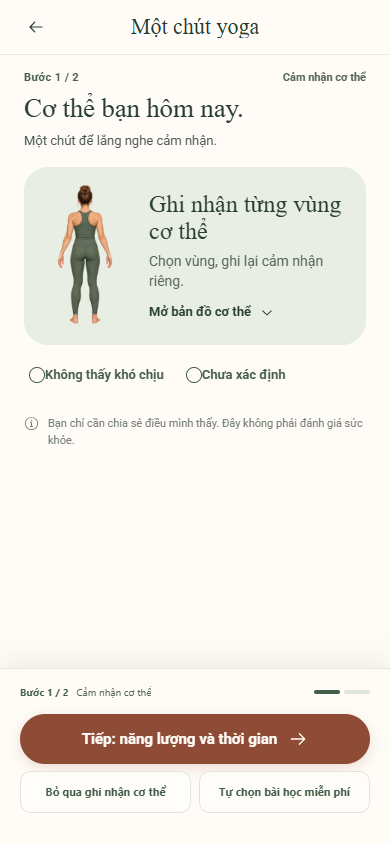 Một chút yoga
Bước 1 / 2
Cảm nhận cơ thể
Cơ thể bạn hôm nay.
Một chút để lắng nghe cảm nhận.
Ghi nhận từng vùng
cơ thể
Chọn vùng, ghi lại cảm nhận
riêng.
Mở bản đồ cơ thể
Không thấy khó chịu
Chưa xác định
Bạn chỉ cần chia sẻ điều mình thấy. Đây không phải đánh giá sức
khỏe.
Bước 1 / 2 Cảm nhận cơ thể
Tiếp: năng lượng và thời gian
Bỏ qua ghi nhận cơ thể
Tự chọn bài học miễn phí